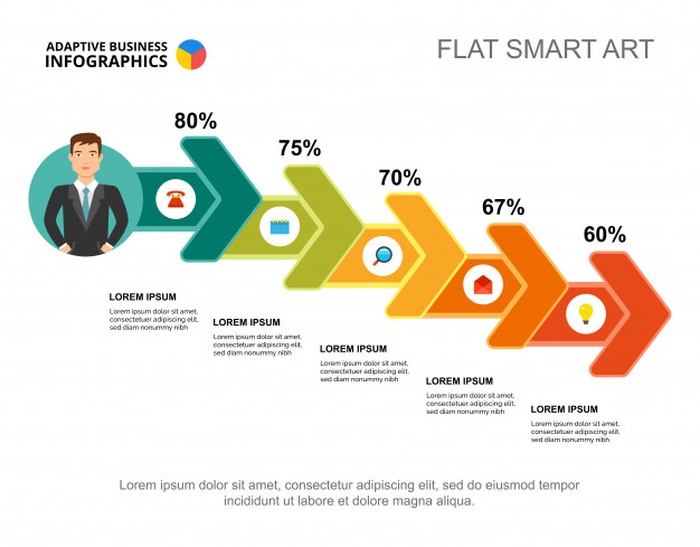 ADAPTIVE BUSINESS
INFOGRAPHICS
FLAT SMART ART
80%
75%
70%
67%
60%
LOREM IPSUM
Lorem ipsum dolor sit amet,
consectetur adipiscing elit,
sed diam nonummy nibh
LOREM IPSUM
Lorem ipsum dolor sit amet,
consectetur adipiscing elit,
sed diam nonummy nibh
LOREM IPSUM
Lorem ipsum dolor sit amet,
consectetur adipiscing elit,
sed diam nonummy nibh
LOREM IPSUM
Lorem ipsum dolor sit amet,
consectetur adipiscing elit,
sed diam nonummy nibh
LOREM IPSUM
Lorem ipsum dolor sit amet,
consectetur adipiscing elit,
sed diam nonummy nibh
Lorem ipsum dolor sit amet, consectetur adipiscing elit, sed do eiusmod tempor
incididunt ut labore et dolore magna aliqua.